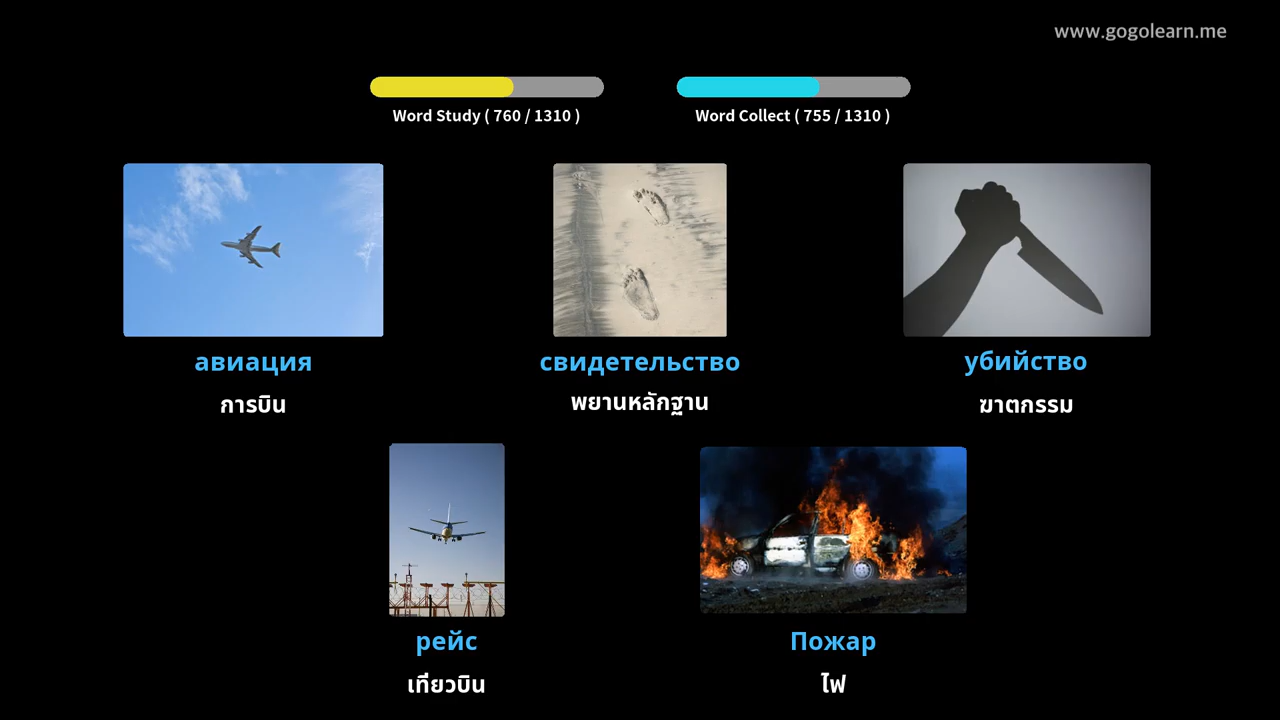 www.gogolearn.me
Word Study ( 760 / 1310 )
Word Collect ( 755 / 1310 )
авиация
свидетельство
убийство
การบิน
พยานหลักฐาน
ฆาตกรรม
рейс
Пожар
เที่ยวบิน
ไฟ